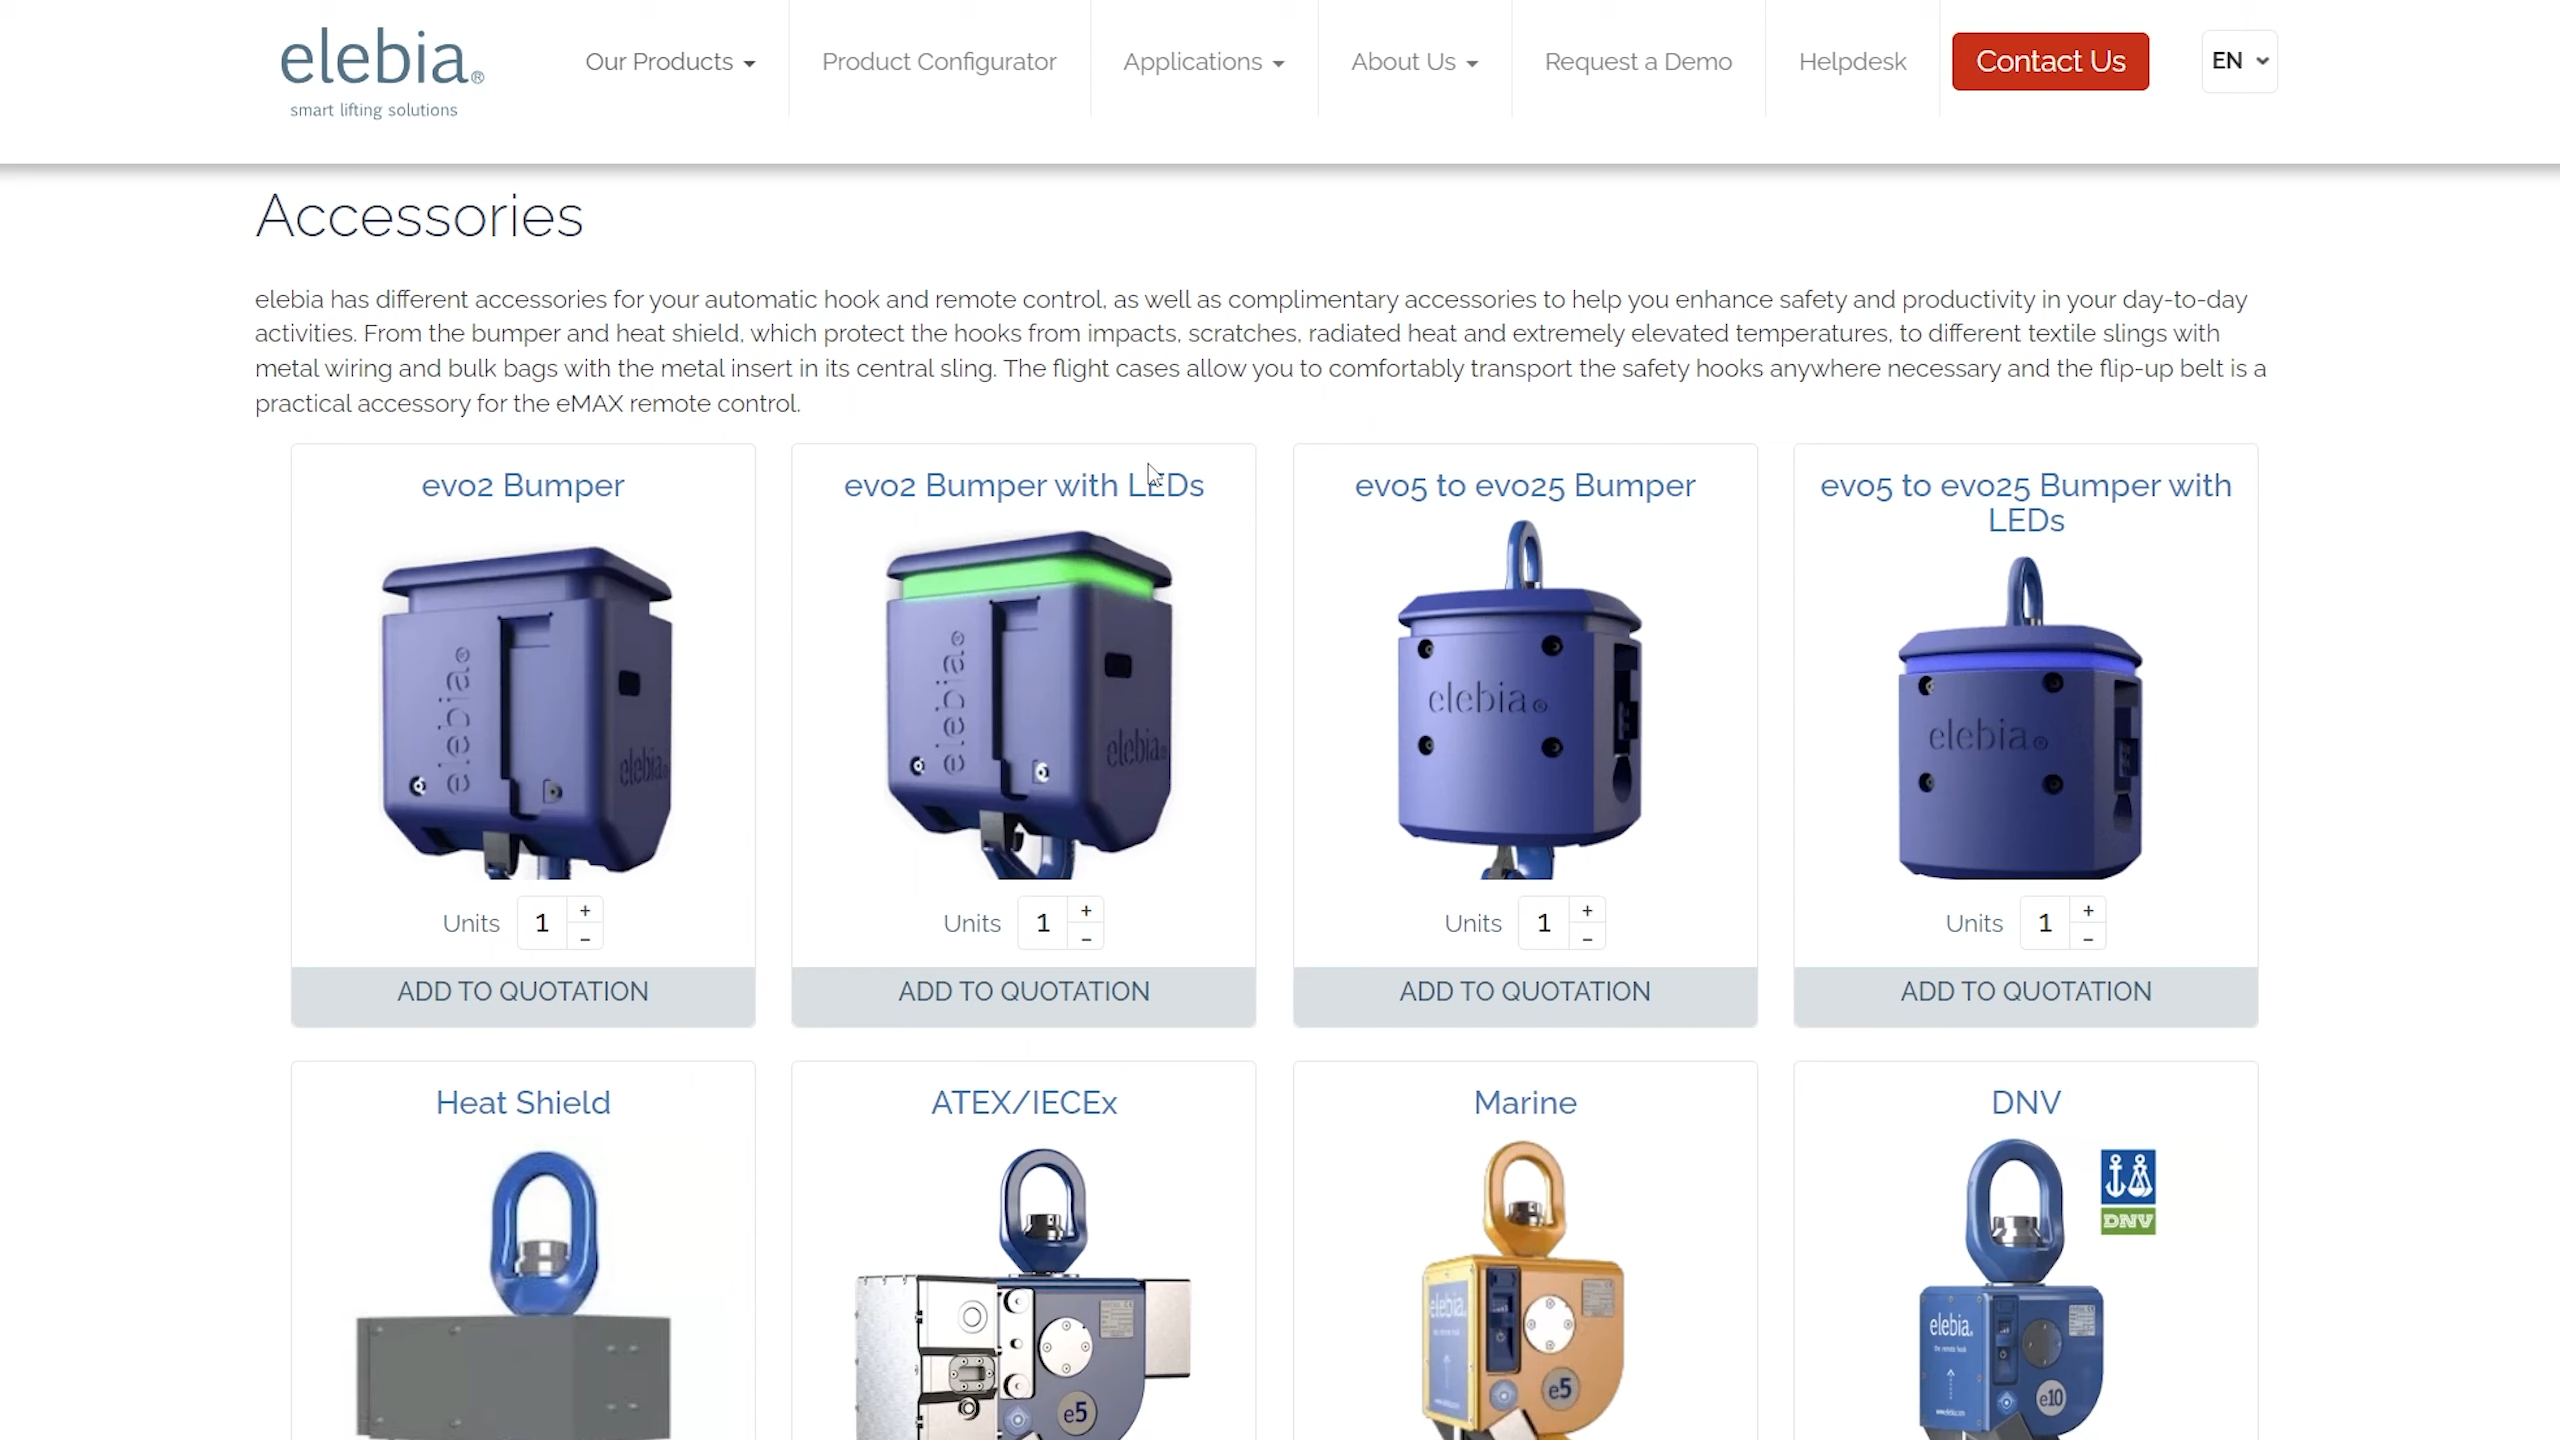 elebia®
smart lifting solutions
Our Products
Product Configurator
Applications
About Us
Request a Demo
Helpdesk
Contact Us
EN
Accessories
elebia has different accessories for your automatic hook and remote control, as well as complimentary accessories to help you enhance safety and productivity in your day-to-day
activities. From the bumper and heat shield, which protect the hooks from impacts, scratches, radiated heat and extremely elevated temperatures, to different textile slings with
metal wiring and bulk bags with the metal insert in its central sling. The flight cases allow you to comfortably transport the safety hooks anywhere necessary and the flip-up belt is a
practical accessory for the eMAX remote control.
evo2 Bumper
elebia®
elebia®
Units 1 + -
ADD TO QUOTATION
evo2 Bumper with LEDs
elebia®
elebia®
Units 1 + -
ADD TO QUOTATION
evo5 to evo25 Bumper
elebia®
Units 1 + -
ADD TO QUOTATION
evo5 to evo25 Bumper with
LEDs
elebia®
Units 1 + -
ADD TO QUOTATION
Heat Shield
ATEX/IECEx
e5
Marine
elebia.
e5
DNV
DNV
elebia.
the remote hook
e10